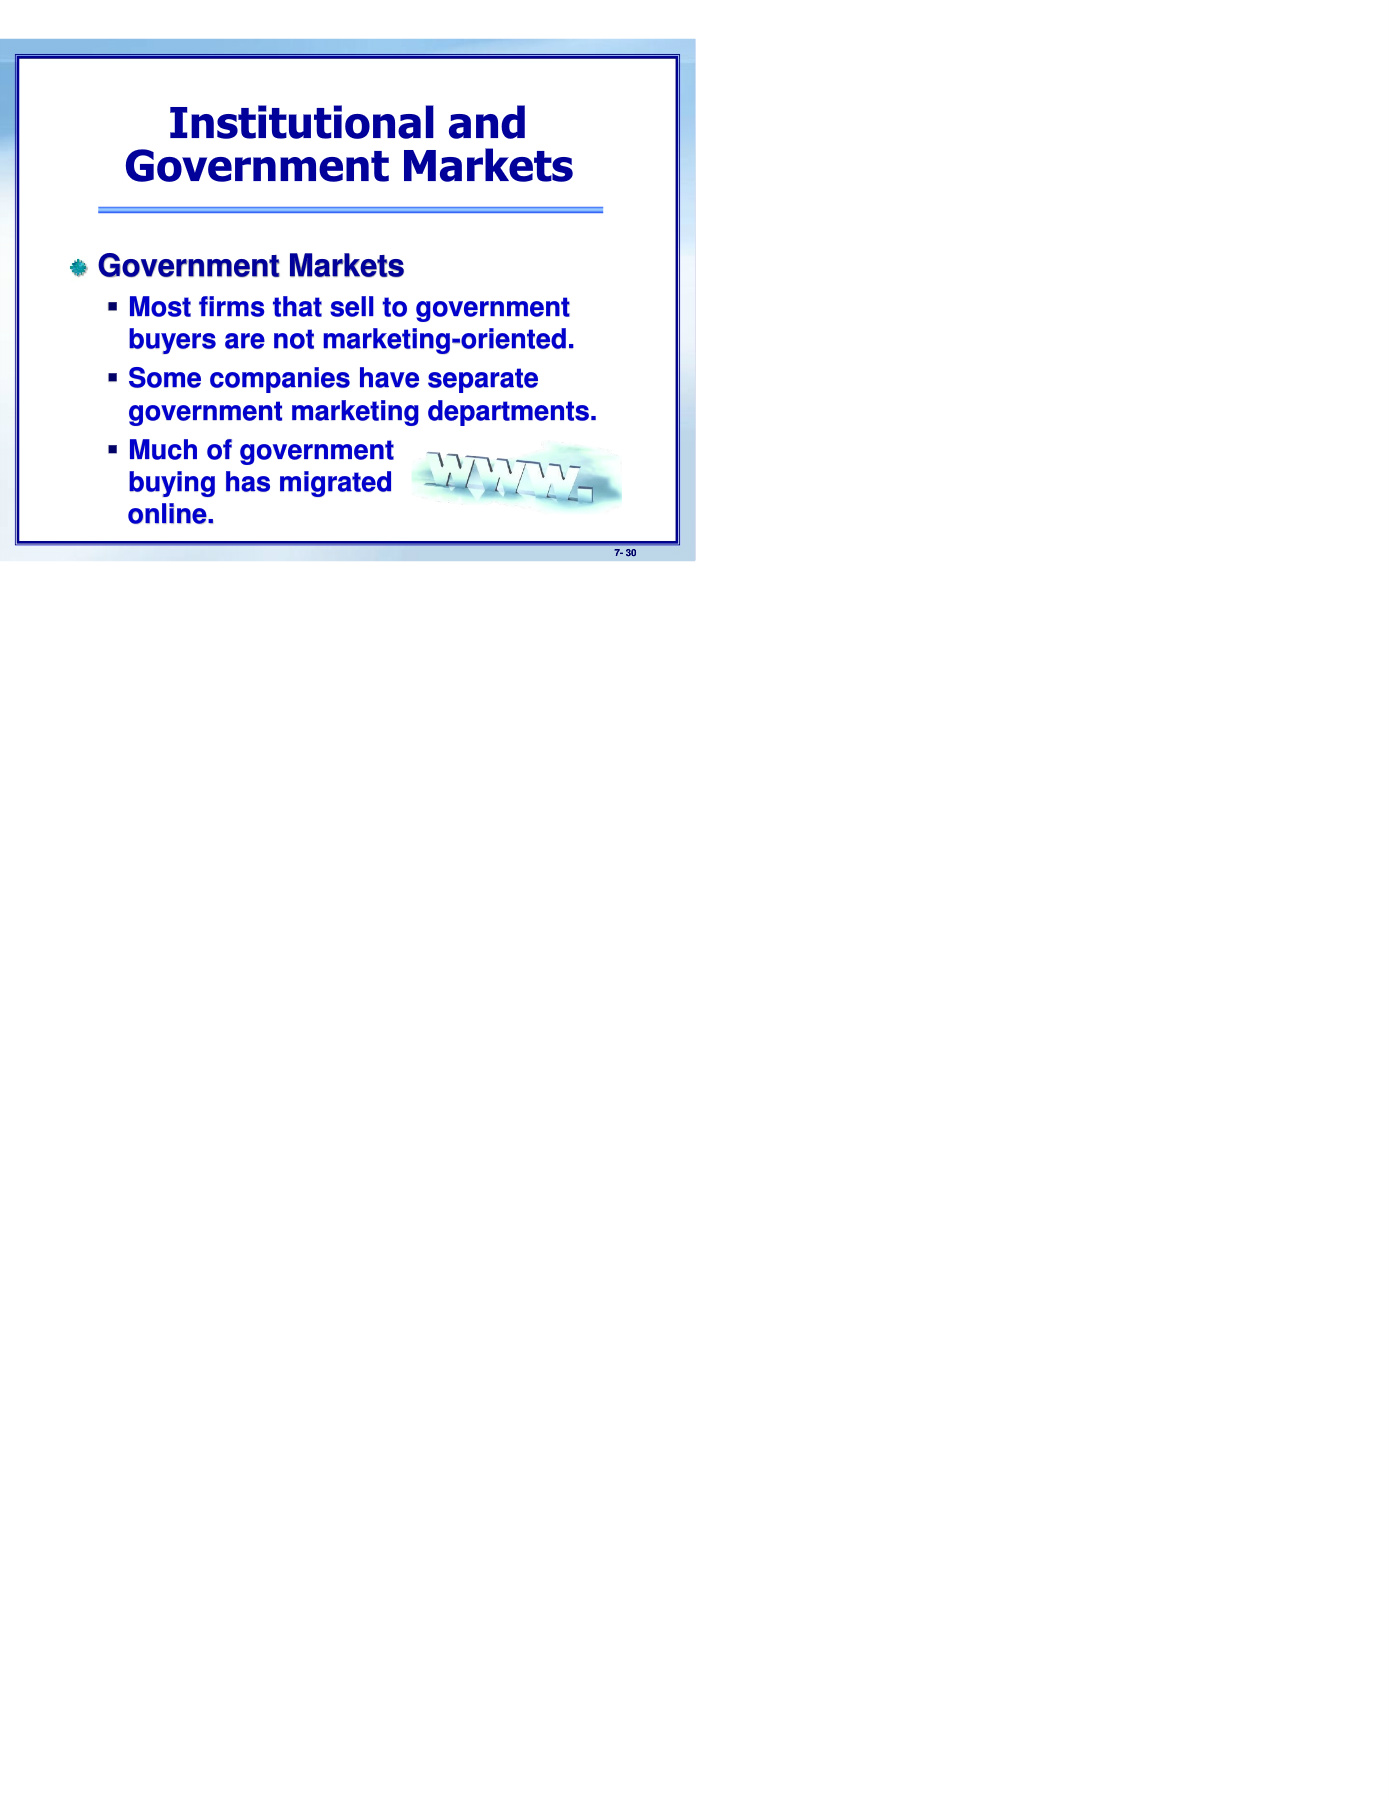 Institutional and
Government Markets
Government Markets
▪ Most firms that sell to government
buyers are not marketing-oriented.
▪ Some companies have separate
government marketing departments.
▪ Much of government
buying has migrated
online.
www.
7- 30